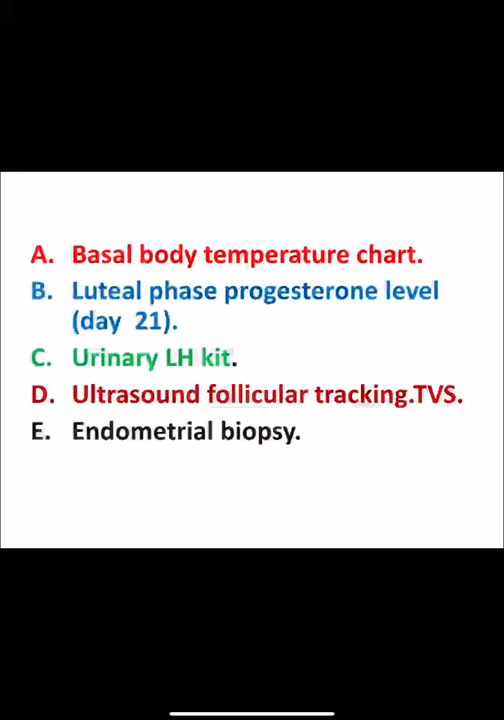 A. Basal body temperature chart.
B. Luteal phase progesterone level
(day 21).
C. Urinary LH kit.
D. Ultrasound follicular tracking.TVS.
E. Endometrial biopsy.